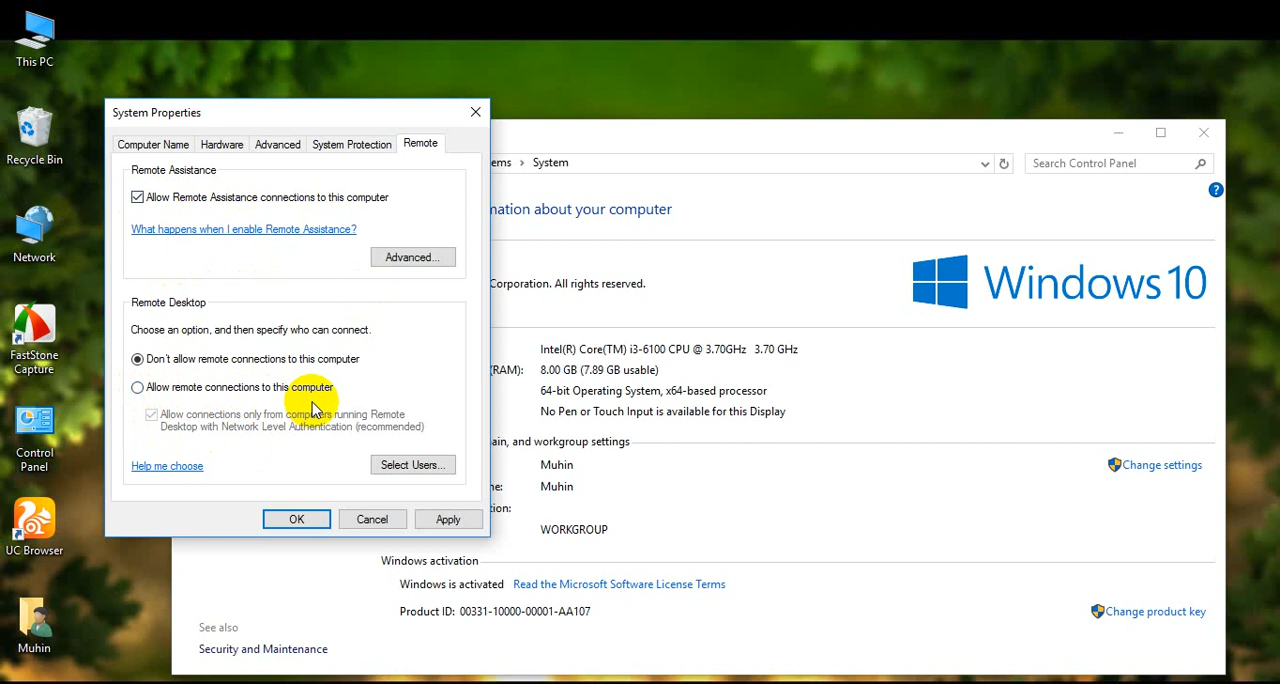 This PC
Recycle Bin
Network
FastStone
Capture
Control
Panel
UC Browser
Muhin
System Properties
Computer Name
Hardware
Advanced
System Protection
Remote
Remote Assistance
Allow Remote Assistance connections to this computer
What happens when I enable Remote Assistance?
Advanced...
Remote Desktop
Choose an option, and then specify who can connect.
Don't allow remote connections to this computer
Allow remote connections to this computer
Allow connections only from computers running Remote
Desktop with Network Level Authentication (recommended)
Help me choose
Select Users...
OK
Cancel
Apply
ems › System
Search Control Panel
?
mation about your computer
Corporation. All rights reserved.
Windows 10
Intel(R) Core(TM) i3-6100 CPU @ 3.70GHz 3.70 GHz
(RAM): 8.00 GB (7.89 GB usable)
64-bit Operating System, x64-based processor
No Pen or Touch Input is available for this Display
ain, and workgroup settings
Muhin
Change settings
me: Muhin
tion:
WORKGROUP
Windows activation
Windows is activated Read the Microsoft Software License Terms
Product ID: 00331-10000-00001-AA107
Change product key
See also
Security and Maintenance